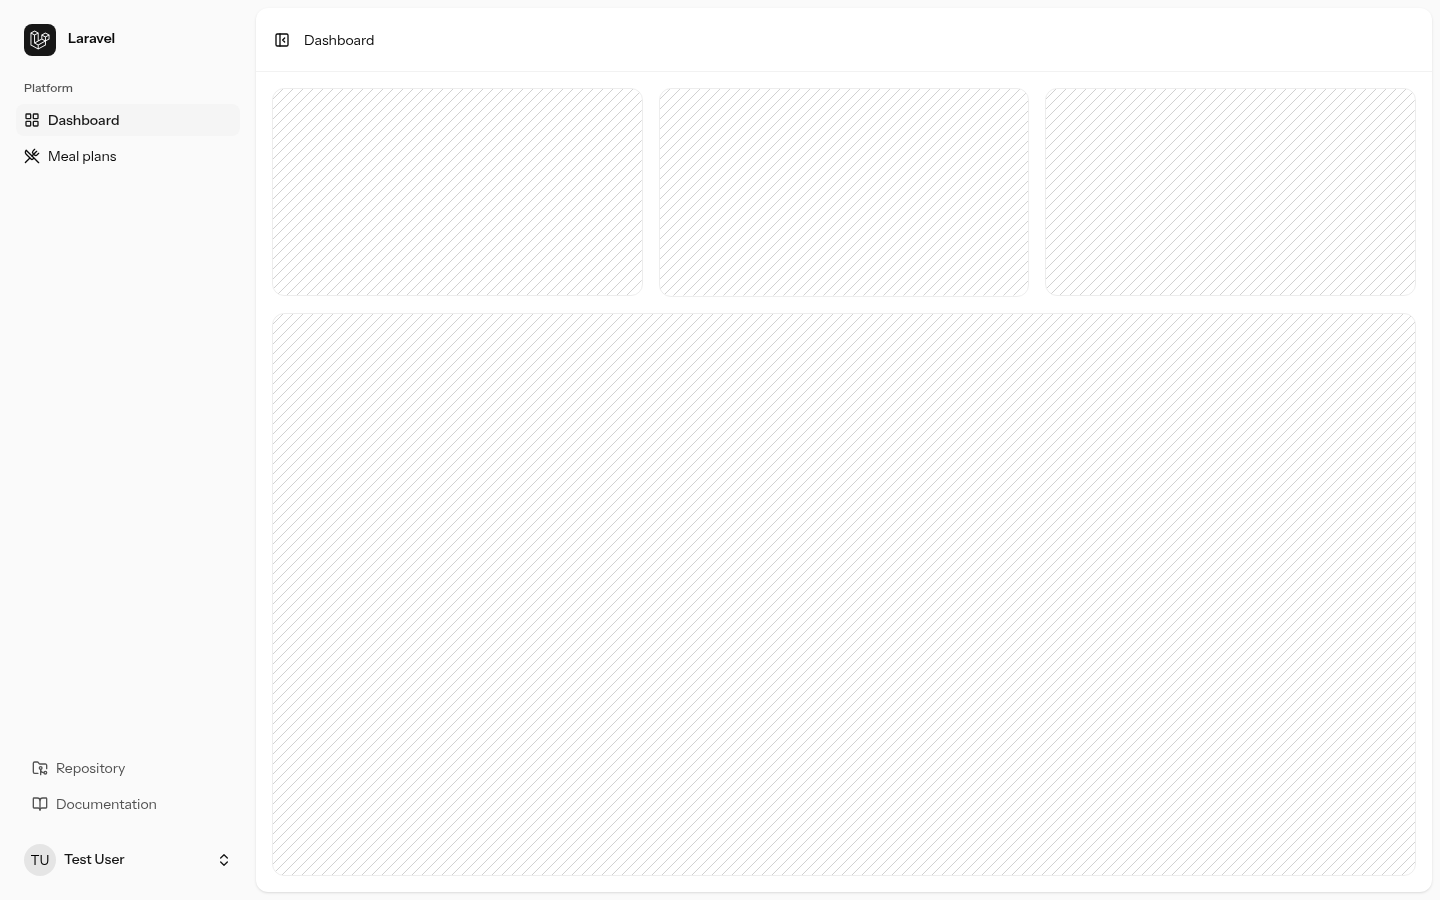 Laravel
Platform
Dashboard
Meal plans
Repository
Documentation
TU
Test User
Dashboard